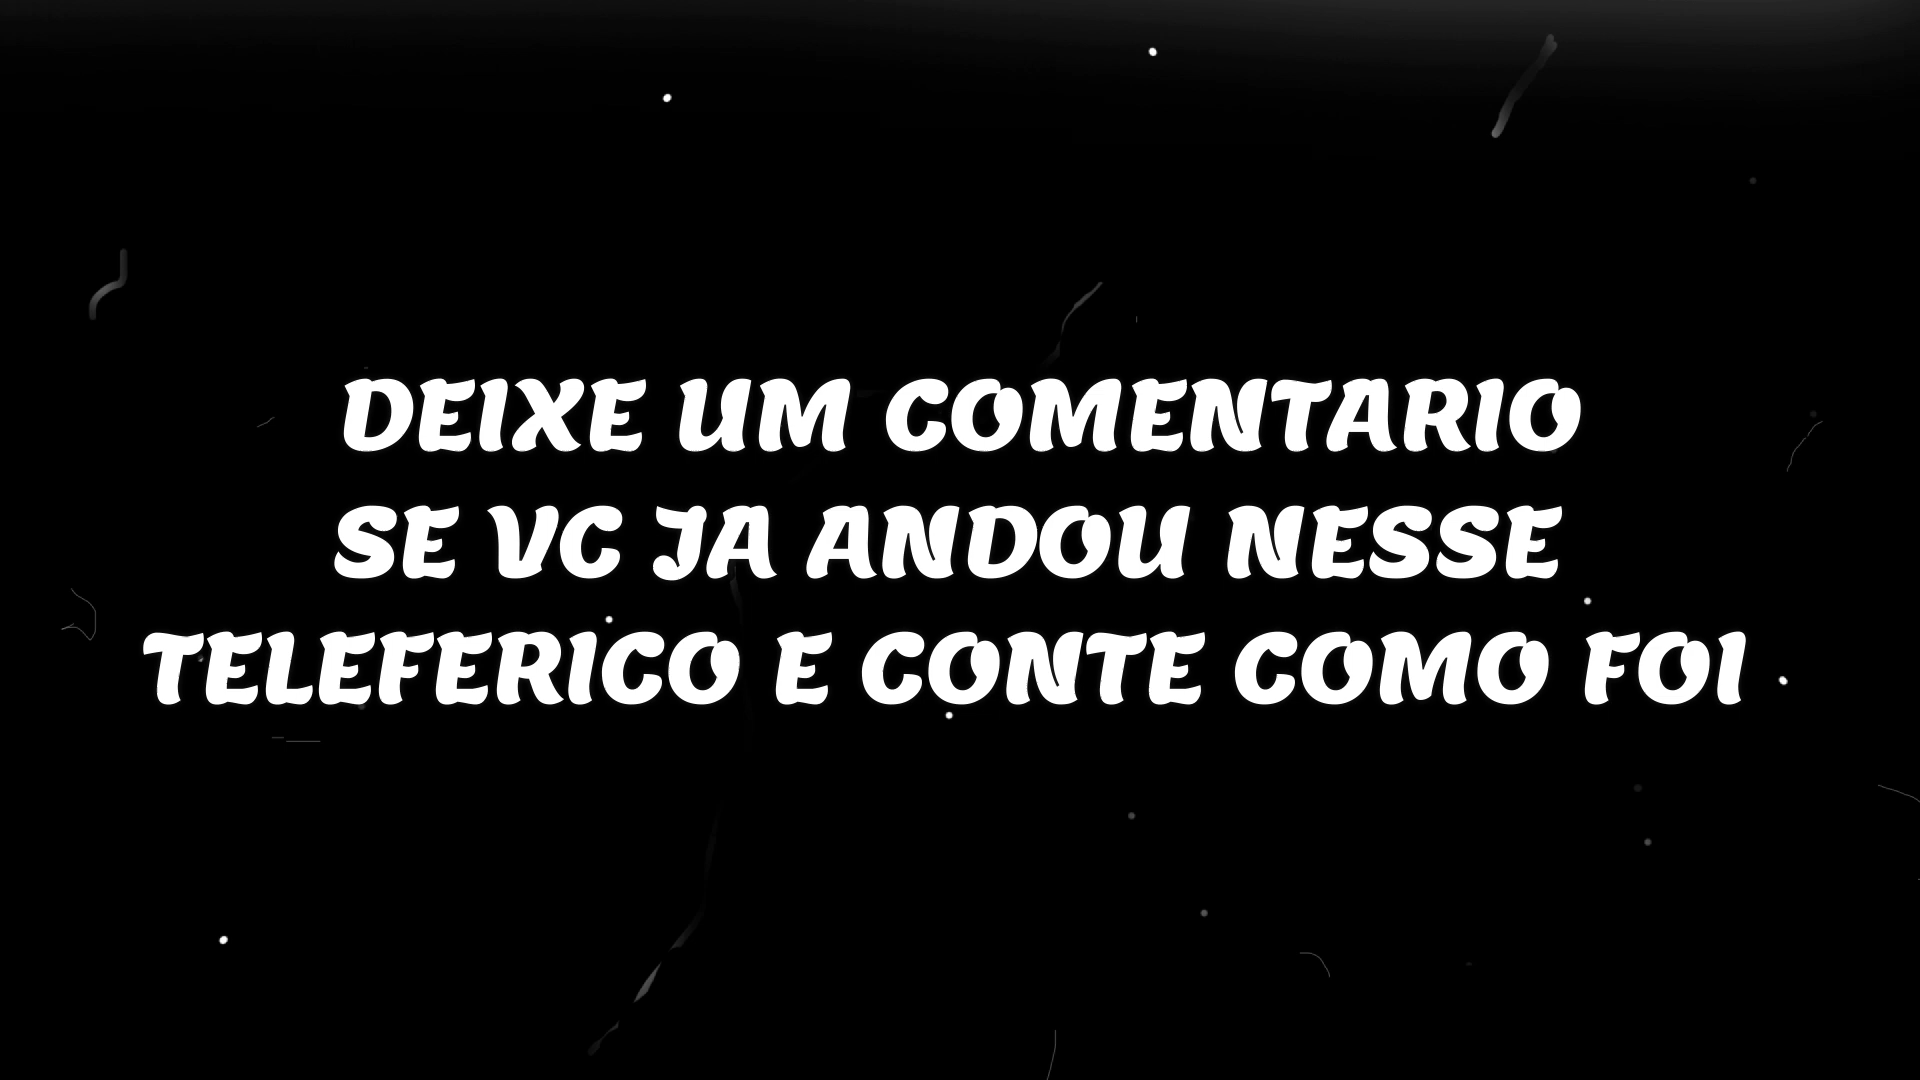 DEIXE UM COMENTARIO
SE VC JA ANDOU NESSE
TELEFERICO E CONTE COMO FOI